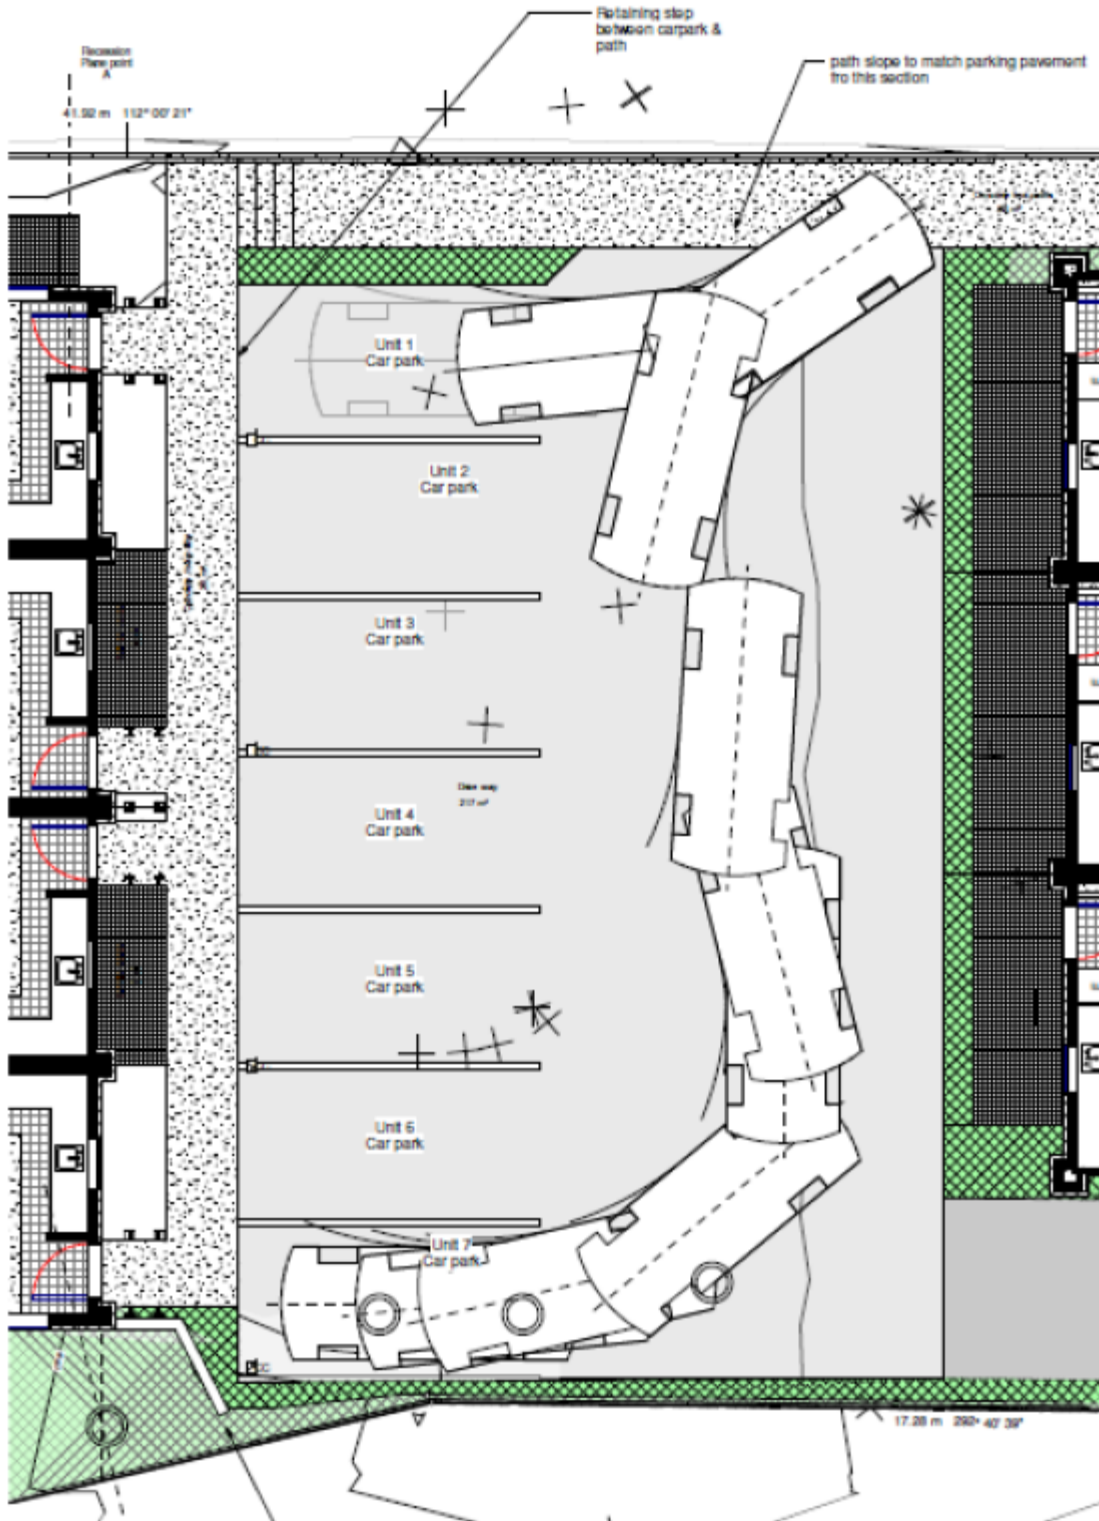 Retaining step
between carpark &
path
path slope to match parking pavement
fro this section
Recession
Plane point
A
41.92 m 112° 00' 21"
Unit 1
Car park
Unit 2
Car park
Unit 3
Car park
Unit 4
Car park
Unit 5
Car park
Unit 6
Car park
Unit 7
Car park
217 m²
17.28 m 292° 40' 39"